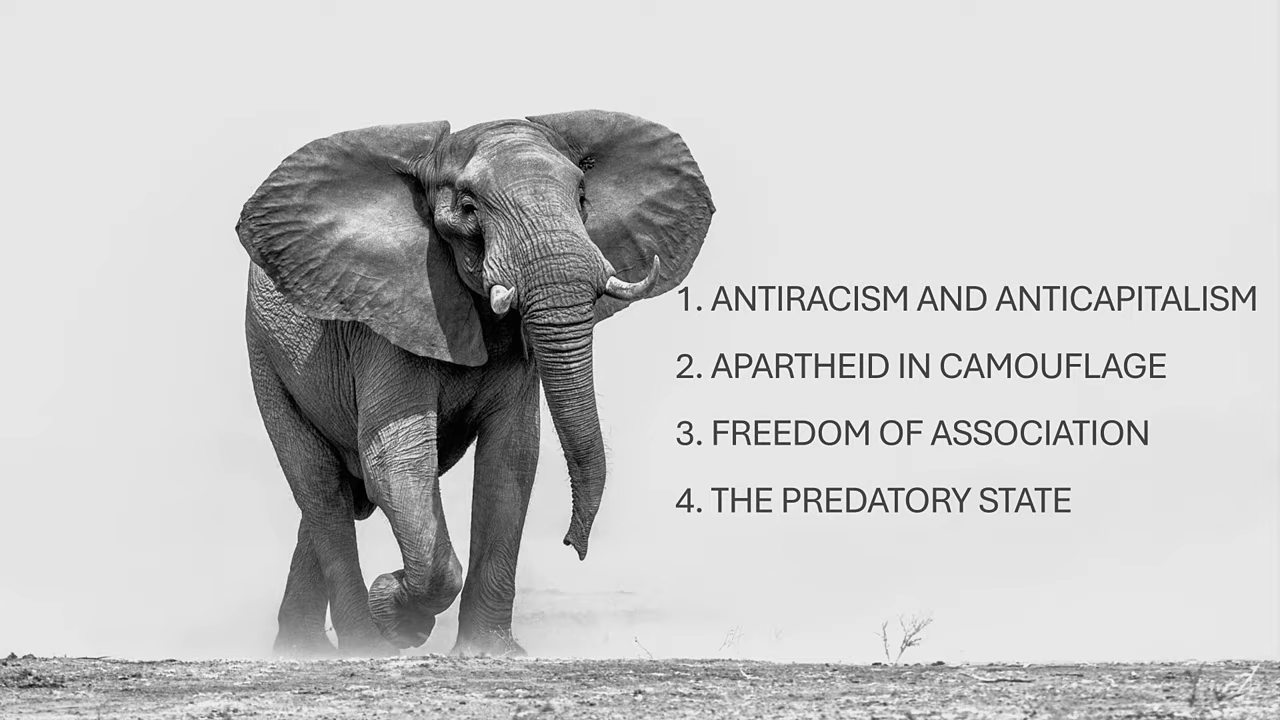 1. ANTIRACISM AND ANTICAPITALISM
2. APARTHEID IN CAMOUFLAGE
3. FREEDOM OF ASSOCIATION
4. THE PREDATORY STATE